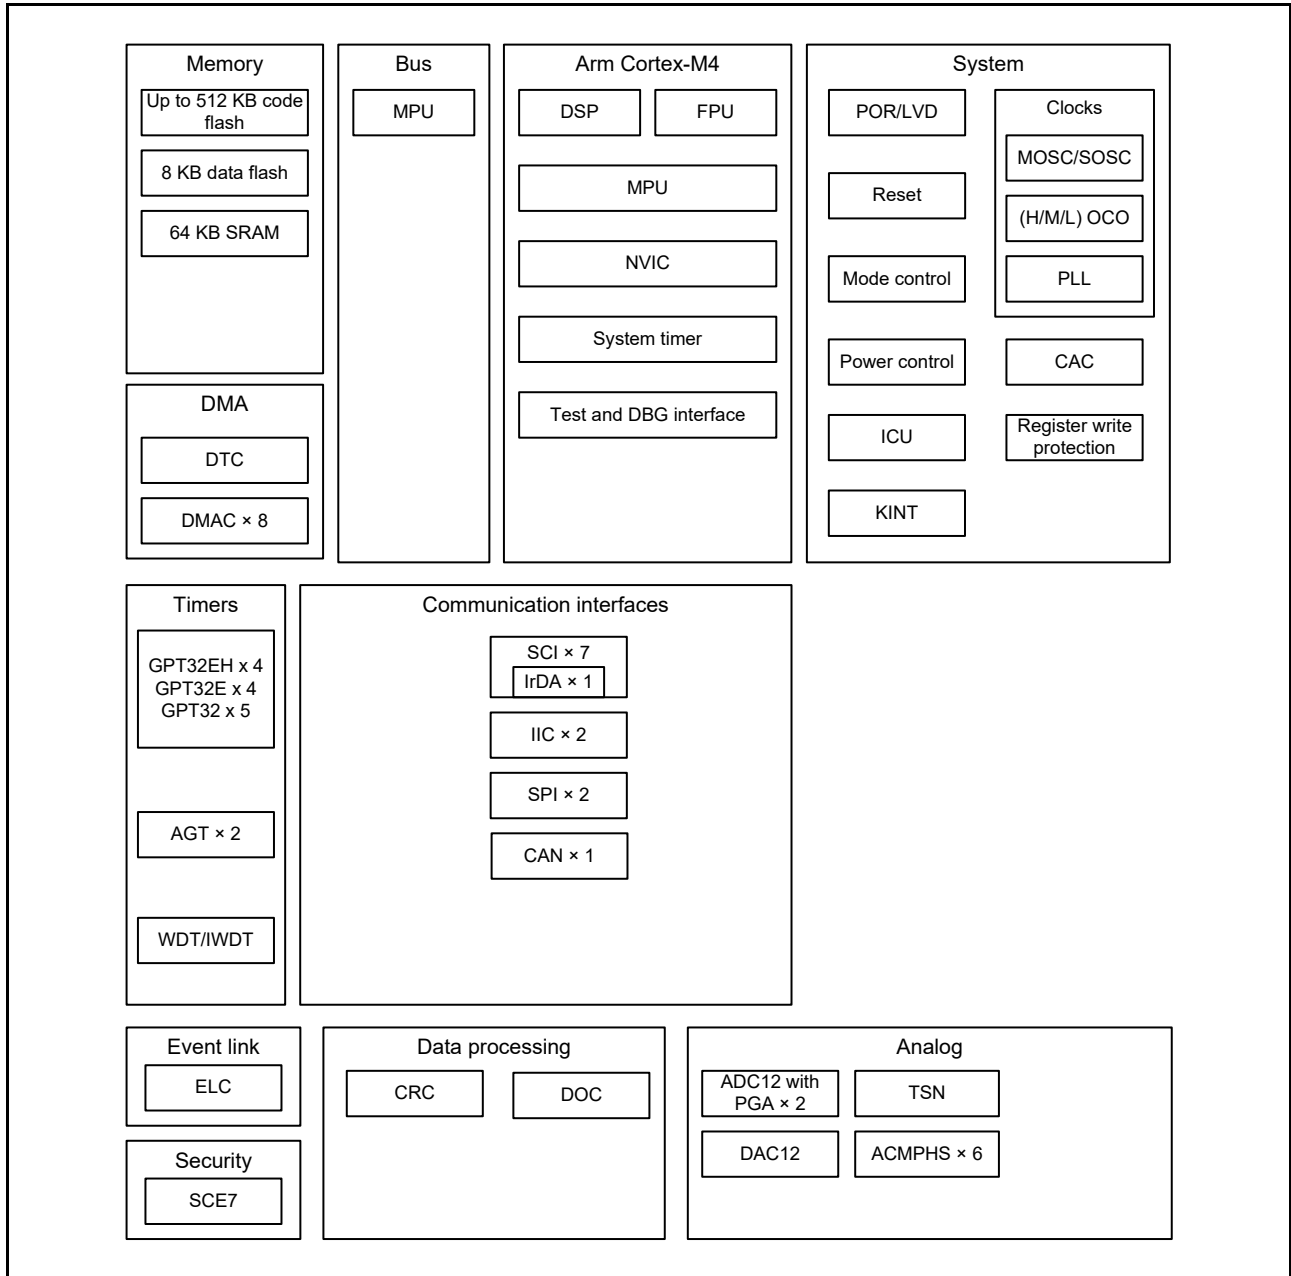 Memory
Up to 512 KB code
flash
8 KB data flash
64 KB SRAM
Bus
MPU
Arm Cortex-M4
DSP
FPU
MPU
NVIC
System timer
Test and DBG interface
System
POR/LVD
Reset
Mode control
Power control
ICU
KINT
Clocks
MOSC/SOSC
(H/M/L) OCO
PLL
CAC
Register write
protection
DMA
DTC
DMAC × 8
Timers
GPT32EH x 4
GPT32E x 4
GPT32 x 5
AGT × 2
WDT/IWDT
Communication interfaces
SCI × 7
IrDA × 1
IIC × 2
SPI × 2
CAN × 1
Event link
ELC
Security
SCE7
Data processing
CRC
DOC
Analog
ADC12 with
PGA × 2
TSN
DAC12
ACMPHS × 6